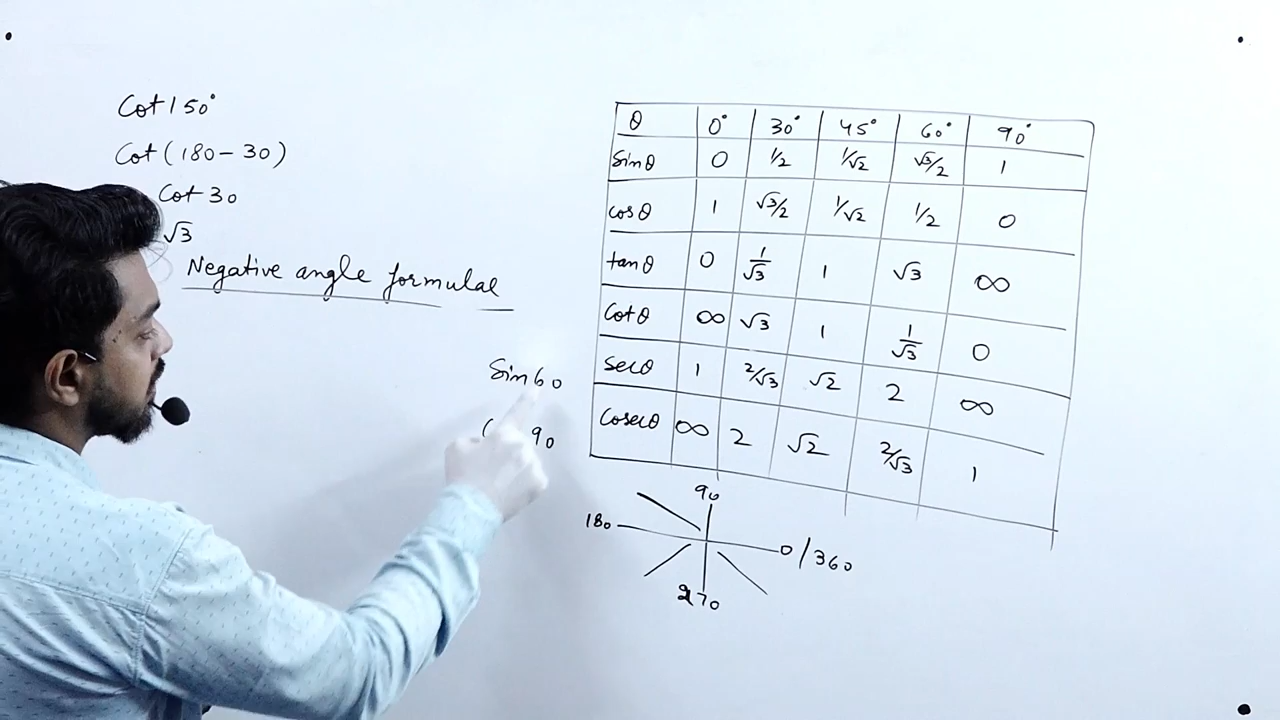 Cot 150°
Cot (180 - 30)
Cot 30
√3
Negative angle formulae
Sin 60
90
θ 0° 30° 45° 60° 90°
Sinθ 0 1/2 1/√2 √3/2 1
cosθ 1 √3/2 1/√2 1/2 0
tanθ 0 1/√3 1 √3 ∞
Cotθ ∞ √3 1 1/√3 0
secθ 1 2/√3 √2 2 ∞
Cosecθ ∞ 2 √2 2/√3 1
90
180
0/360
270